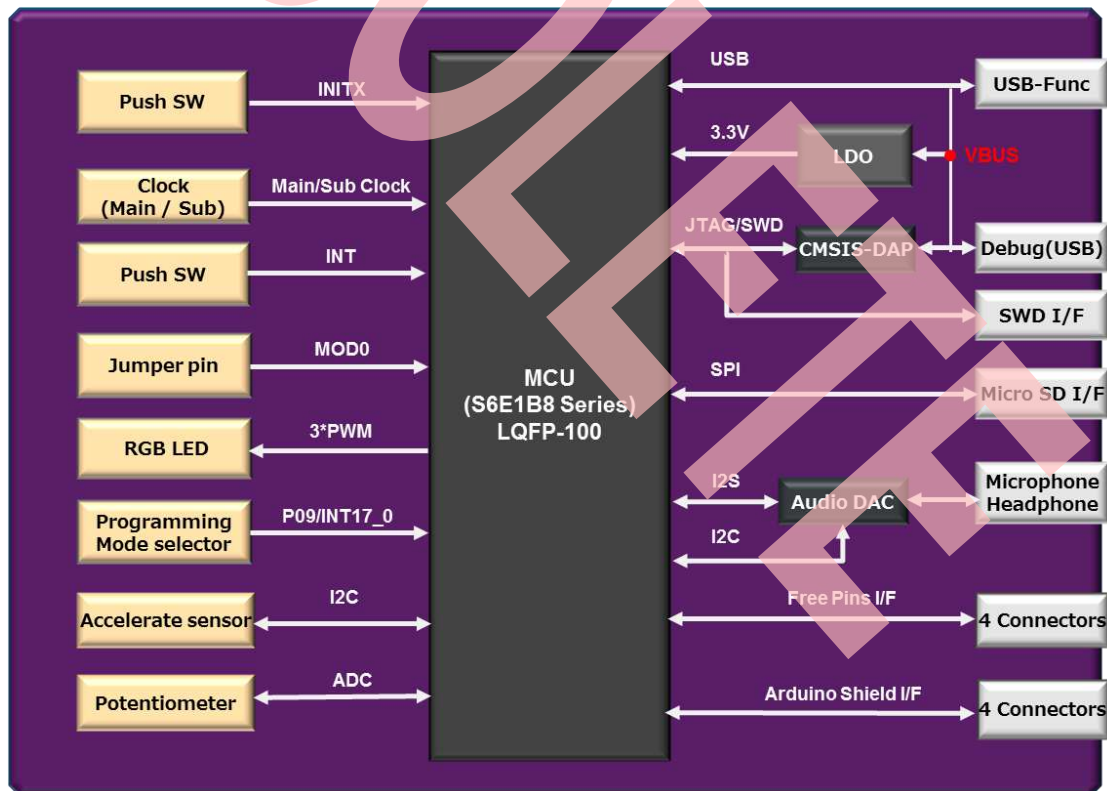 Push SW
INITX
Clock
(Main / Sub)
Main/Sub Clock
Push SW
INT
Jumper pin
MOD0
RGB LED
3*PWM
Programming
Mode selector
P09/INT17_0
Accelerate sensor
I2C
Potentiometer
ADC
MCU
(S6E1B8 Series)
LQFP-100
USB
USB-Func
3.3V
LDO
VBUS
JTAG/SWD
CMSIS-DAP
Debug(USB)
SWD I/F
SPI
Micro SD I/F
I2S
Audio DAC
Microphone
Headphone
I2C
Free Pins I/F
4 Connectors
Arduino Shield I/F
4 Connectors